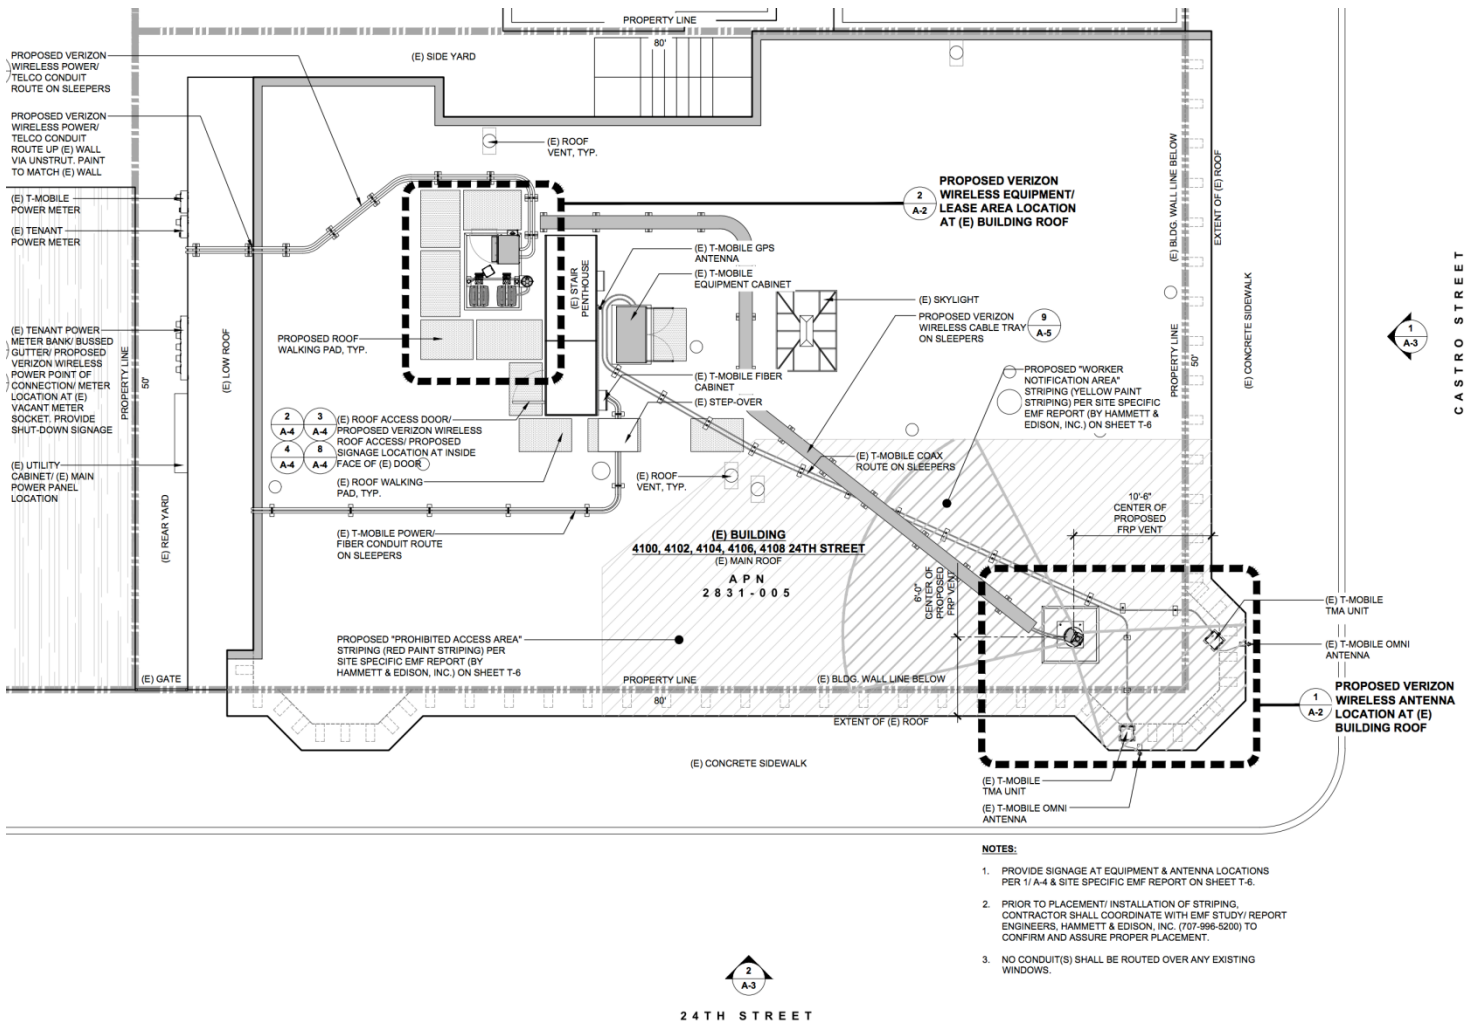 PROPERTY LINE
80'
(E) SIDE YARD
PROPOSED VERIZON
WIRELESS POWER/
TELCO CONDUIT
ROUTE ON SLEEPERS
PROPOSED VERIZON
WIRELESS POWER/
TELCO CONDUIT
ROUTE UP (E) WALL
VIA UNSTRUT. PAINT
TO MATCH (E) WALL
(E) T-MOBILE
POWER METER
(E) TENANT
POWER METER
(E) TENANT POWER
METER BANK/ BUSSED
GUTTER/ PROPOSED
VERIZON WIRELESS
POWER POINT OF
CONNECTION/ METER
LOCATION AT (E)
VACANT METER
SOCKET. PROVIDE
SHUT-DOWN SIGNAGE
(E) UTILITY
CABINET/ (E) MAIN
POWER PANEL
LOCATION
PROPERTY LINE
50'
(E) REAR YARD
(E) LOW ROOF
(E) GATE
(E) ROOF
VENT, TYP.
2
A-2
PROPOSED VERIZON
WIRELESS EQUIPMENT/
LEASE AREA LOCATION
AT (E) BUILDING ROOF
(E) STAIR
PENTHOUSE
(E) T-MOBILE GPS
ANTENNA
(E) T-MOBILE
EQUIPMENT CABINET
(E) SKYLIGHT
PROPOSED VERIZON
WIRELESS CABLE TRAY
ON SLEEPERS
9
A-5
PROPOSED ROOF
WALKING PAD, TYP.
(E) T-MOBILE FIBER
CABINET
(E) STEP-OVER
PROPOSED "WORKER
NOTIFICATION AREA"
STRIPING (YELLOW PAINT
STRIPING) PER SITE SPECIFIC
EMF REPORT (BY HAMMETT &
EDISON, INC.) ON SHEET T-6
2
A-4
3
A-4
4
A-4
8
A-4
(E) ROOF ACCESS DOOR/
PROPOSED VERIZON WIRELESS
ROOF ACCESS/ PROPOSED
SIGNAGE LOCATION AT INSIDE
FACE OF (E) DOOR
(E) ROOF WALKING
PAD, TYP.
(E) T-MOBILE POWER/
FIBER CONDUIT ROUTE
ON SLEEPERS
(E) ROOF
VENT, TYP.
(E) T-MOBILE COAX
ROUTE ON SLEEPERS
10'-6"
CENTER OF
PROPOSED
FRP VENT
6'-0"
CENTER OF
PROPOSED
FRP VENT
(E) BUILDING
4100, 4102, 4104, 4106, 4108 24TH STREET
(E) MAIN ROOF
APN
2831-005
PROPOSED "PROHIBITED ACCESS AREA"
STRIPING (RED PAINT STRIPING) PER
SITE SPECIFIC EMF REPORT (BY
HAMMETT & EDISON, INC.) ON SHEET T-6
PROPERTY LINE
80'
(E) BLDG. WALL LINE BELOW
EXTENT OF (E) ROOF
(E) CONCRETE SIDEWALK
(E) BLDG. WALL LINE BELOW
EXTENT OF (E) ROOF
PROPERTY LINE
50'
(E) CONCRETE SIDEWALK
1
A-3
CASTRO STREET
(E) T-MOBILE
TMA UNIT
(E) T-MOBILE OMNI
ANTENNA
1
A-2
PROPOSED VERIZON
WIRELESS ANTENNA
LOCATION AT (E)
BUILDING ROOF
(E) T-MOBILE
TMA UNIT
(E) T-MOBILE OMNI
ANTENNA
NOTES:
1. PROVIDE SIGNAGE AT EQUIPMENT & ANTENNA LOCATIONS
PER 1/ A-4 & SITE SPECIFIC EMF REPORT ON SHEET T-6.
2. PRIOR TO PLACEMENT/ INSTALLATION OF STRIPING,
CONTRACTOR SHALL COORDINATE WITH EMF STUDY/ REPORT
ENGINEERS, HAMMETT & EDISON, INC. (707-996-5200) TO
CONFIRM AND ASSURE PROPER PLACEMENT.
3. NO CONDUIT(S) SHALL BE ROUTED OVER ANY EXISTING
WINDOWS.
2
A-3
24TH STREET